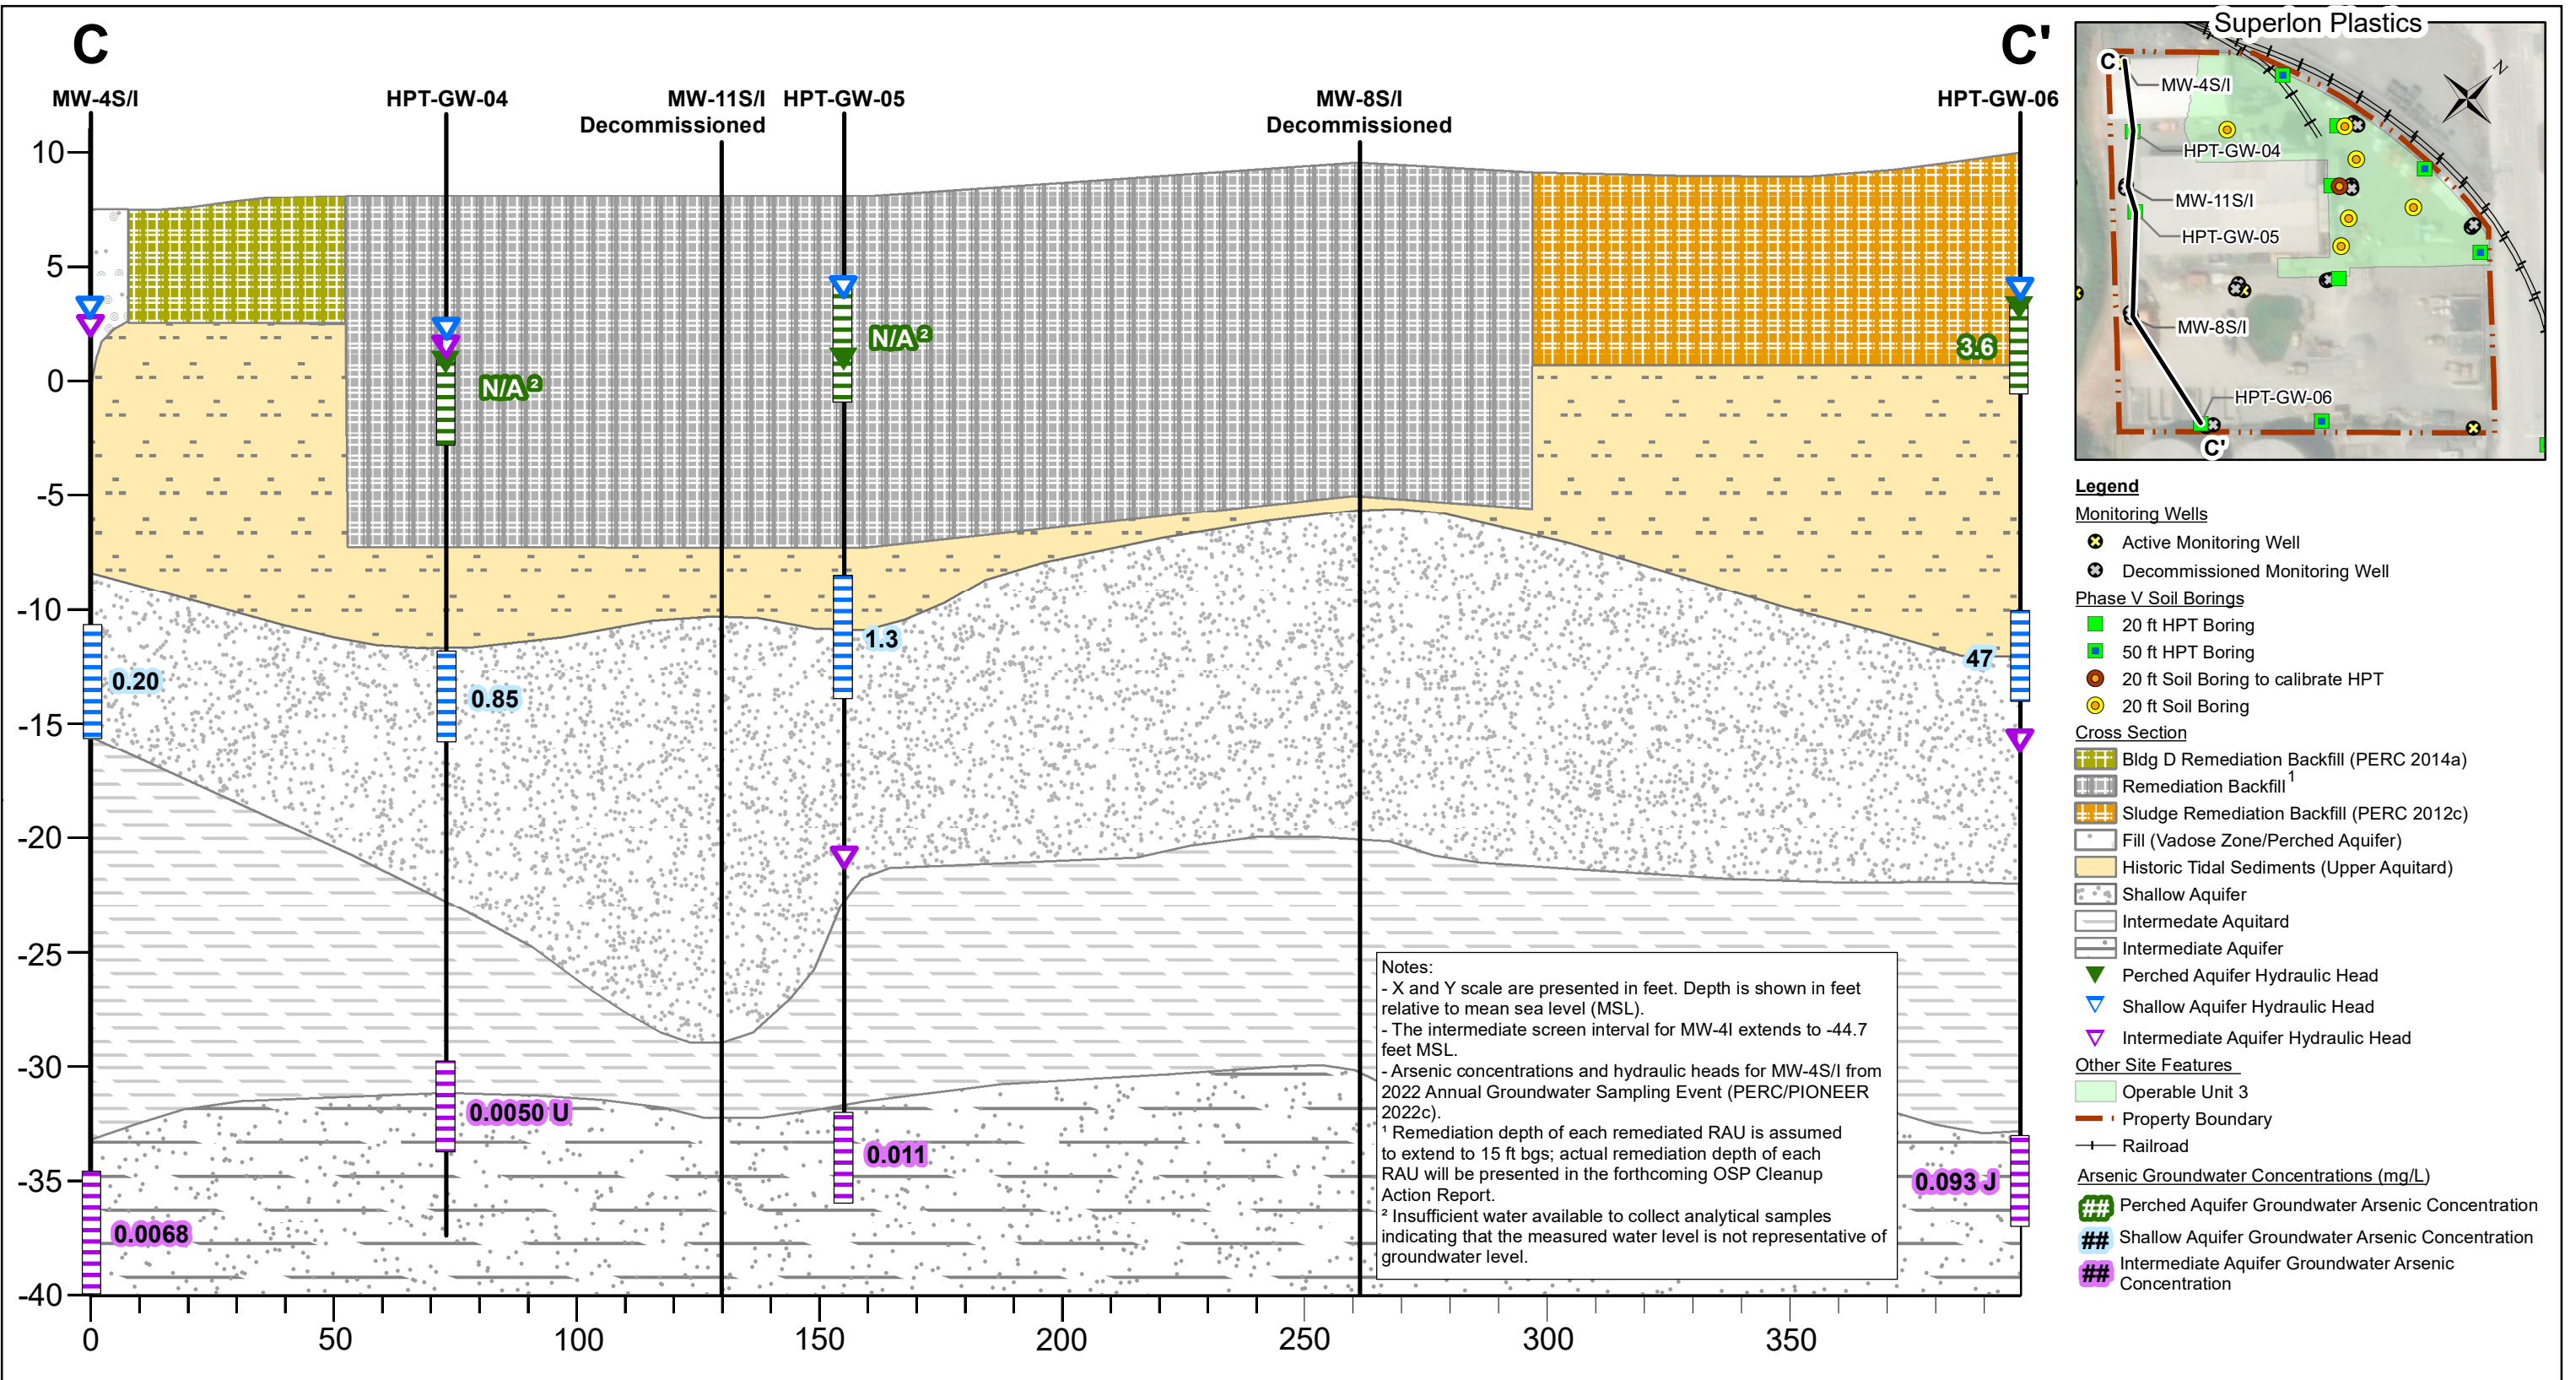 C
C'
MW-4S/I
HPT-GW-04
MW-11S/I
Decommissioned
HPT-GW-05
MW-8S/I
Decommissioned
HPT-GW-06
10
5
0
-5
-10
-15
-20
-25
-30
-35
-40
0
50
100
150
200
250
300
350
N/A²
N/A²
3.6
0.20
0.85
1.3
47
0.0050 U
0.011
0.0068
0.093 J
Notes:
- X and Y scale are presented in feet. Depth is shown in feet
relative to mean sea level (MSL).
- The intermediate screen interval for MW-4I extends to -44.7
feet MSL.
- Arsenic concentrations and hydraulic heads for MW-4S/I from
2022 Annual Groundwater Sampling Event (PERC/PIONEER
2022c).
¹ Remediation depth of each remediated RAU is assumed
to extend to 15 ft bgs; actual remediation depth of each
RAU will be presented in the forthcoming OSP Cleanup
Action Report.
² Insufficient water available to collect analytical samples
indicating that the measured water level is not representative of
groundwater level.
Superlon Plastics
N
C
MW-4S/I
HPT-GW-04
MW-11S/I
HPT-GW-05
MW-8S/I
HPT-GW-06
C'
Legend
Monitoring Wells
Active Monitoring Well
Decommissioned Monitoring Well
Phase V Soil Borings
20 ft HPT Boring
50 ft HPT Boring
20 ft Soil Boring to calibrate HPT
20 ft Soil Boring
Cross Section
Bldg D Remediation Backfill (PERC 2014a)
Remediation Backfill¹
Sludge Remediation Backfill (PERC 2012c)
Fill (Vadose Zone/Perched Aquifer)
Historic Tidal Sediments (Upper Aquitard)
Shallow Aquifer
Intermedate Aquitard
Intermediate Aquifer
Perched Aquifer Hydraulic Head
Shallow Aquifer Hydraulic Head
Intermediate Aquifer Hydraulic Head
Other Site Features
Operable Unit 3
Property Boundary
Railroad
Arsenic Groundwater Concentrations (mg/L)
## Perched Aquifer Groundwater Arsenic Concentration
## Shallow Aquifer Groundwater Arsenic Concentration
## Intermediate Aquifer Groundwater Arsenic
Concentration